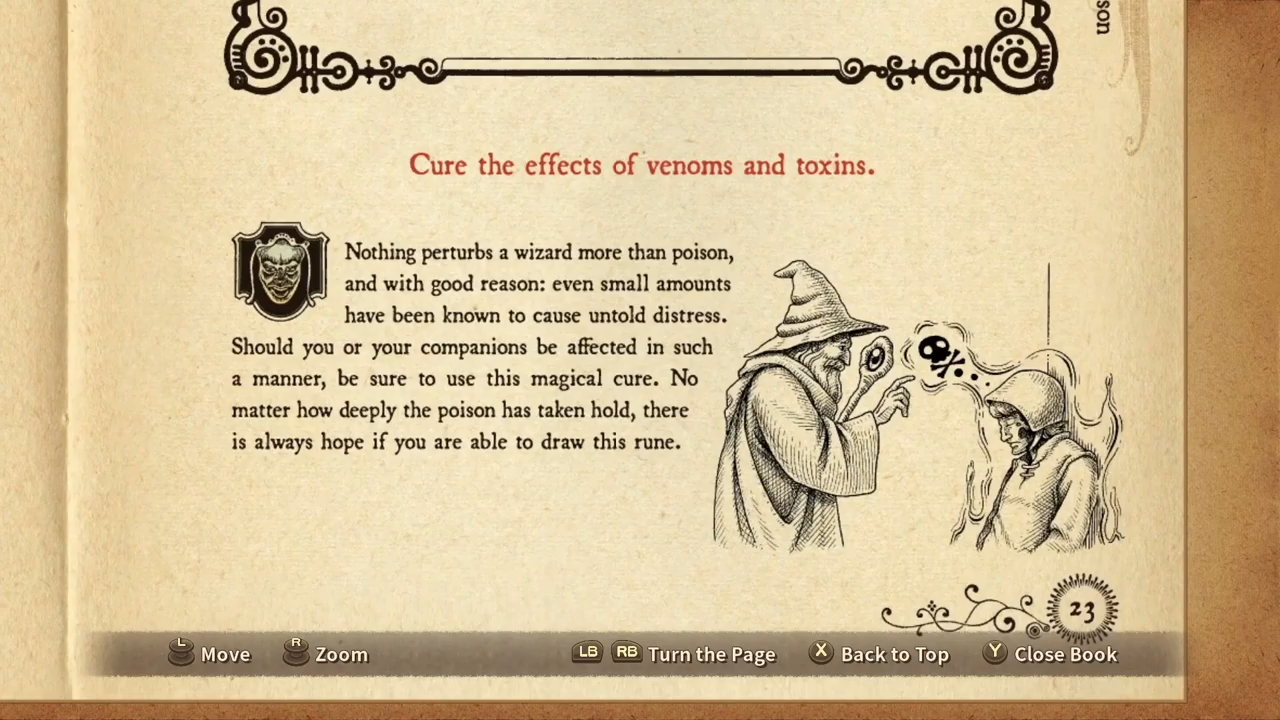 son
Cure the effects of venoms and toxins.
Nothing perturbs a wizard more than poison,
and with good reason: even small amounts
have been known to cause untold distress.
Should you or your companions be affected in such
a manner, be sure to use this magical cure. No
matter how deeply the poison has taken hold, there
is always hope if you are able to draw this rune.
23
L Move R Zoom LB RB Turn the Page X Back to Top Y Close Book